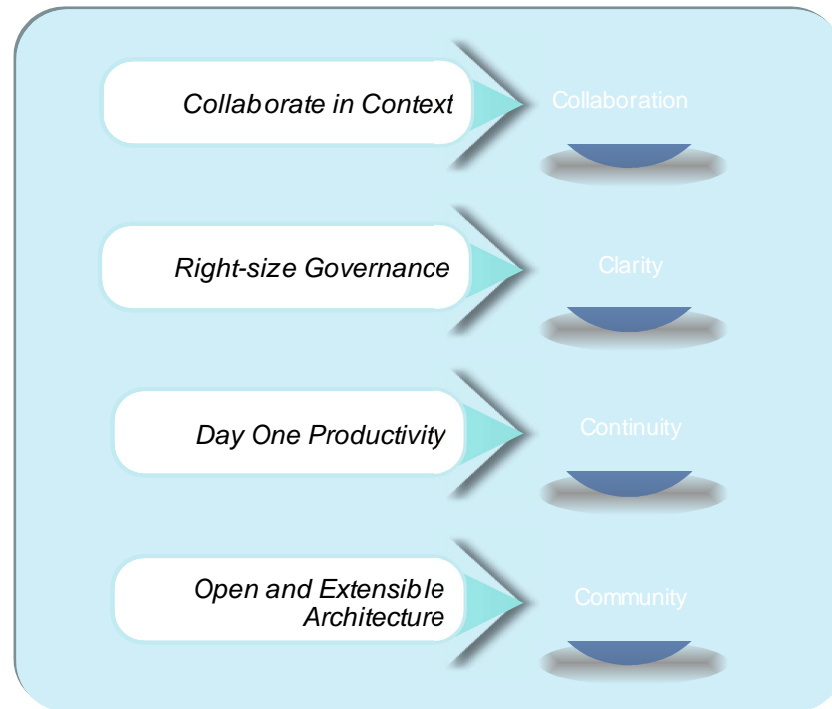 Collaborate in Context
Collaboration
Right-size Governance
Clarity
Day One Productivity
Continuity
Open and Extensible
Architecture
Community